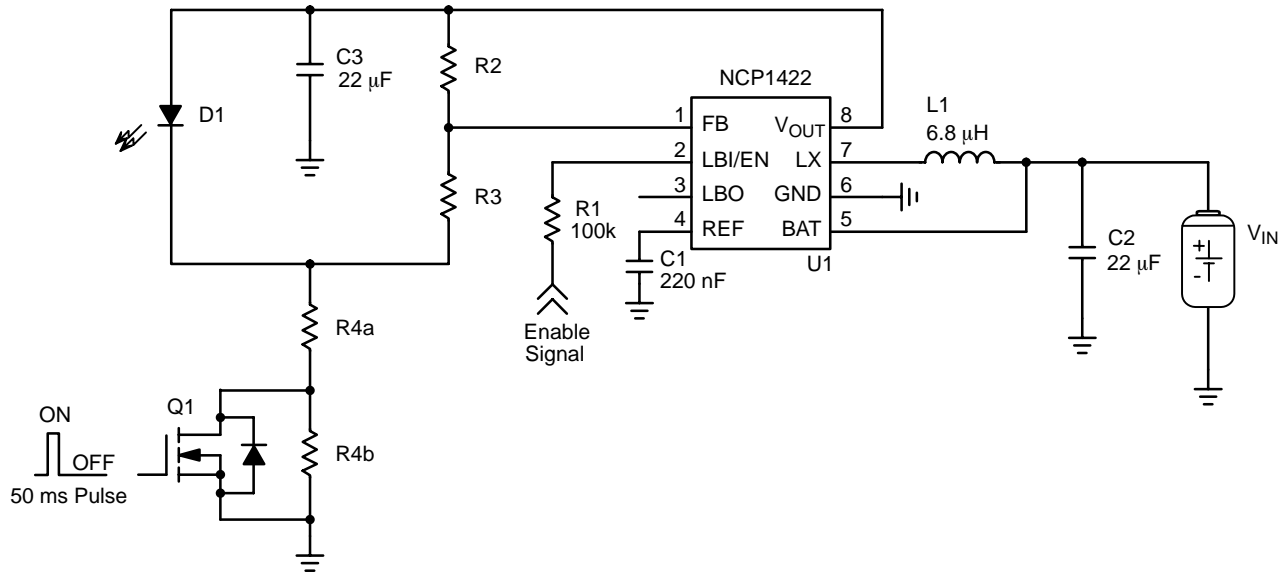 C3
22 μF
R2
D1
R3
NCP1422
1 FB VOUT 8
2 LBI/EN LX 7
3 LBO GND 6
4 REF BAT 5
U1
L1
6.8 μH
R1
100k
C1
220 nF
Enable
Signal
C2
22 μF
VIN
+
-
R4a
Q1
R4b
ON
OFF
50 ms Pulse